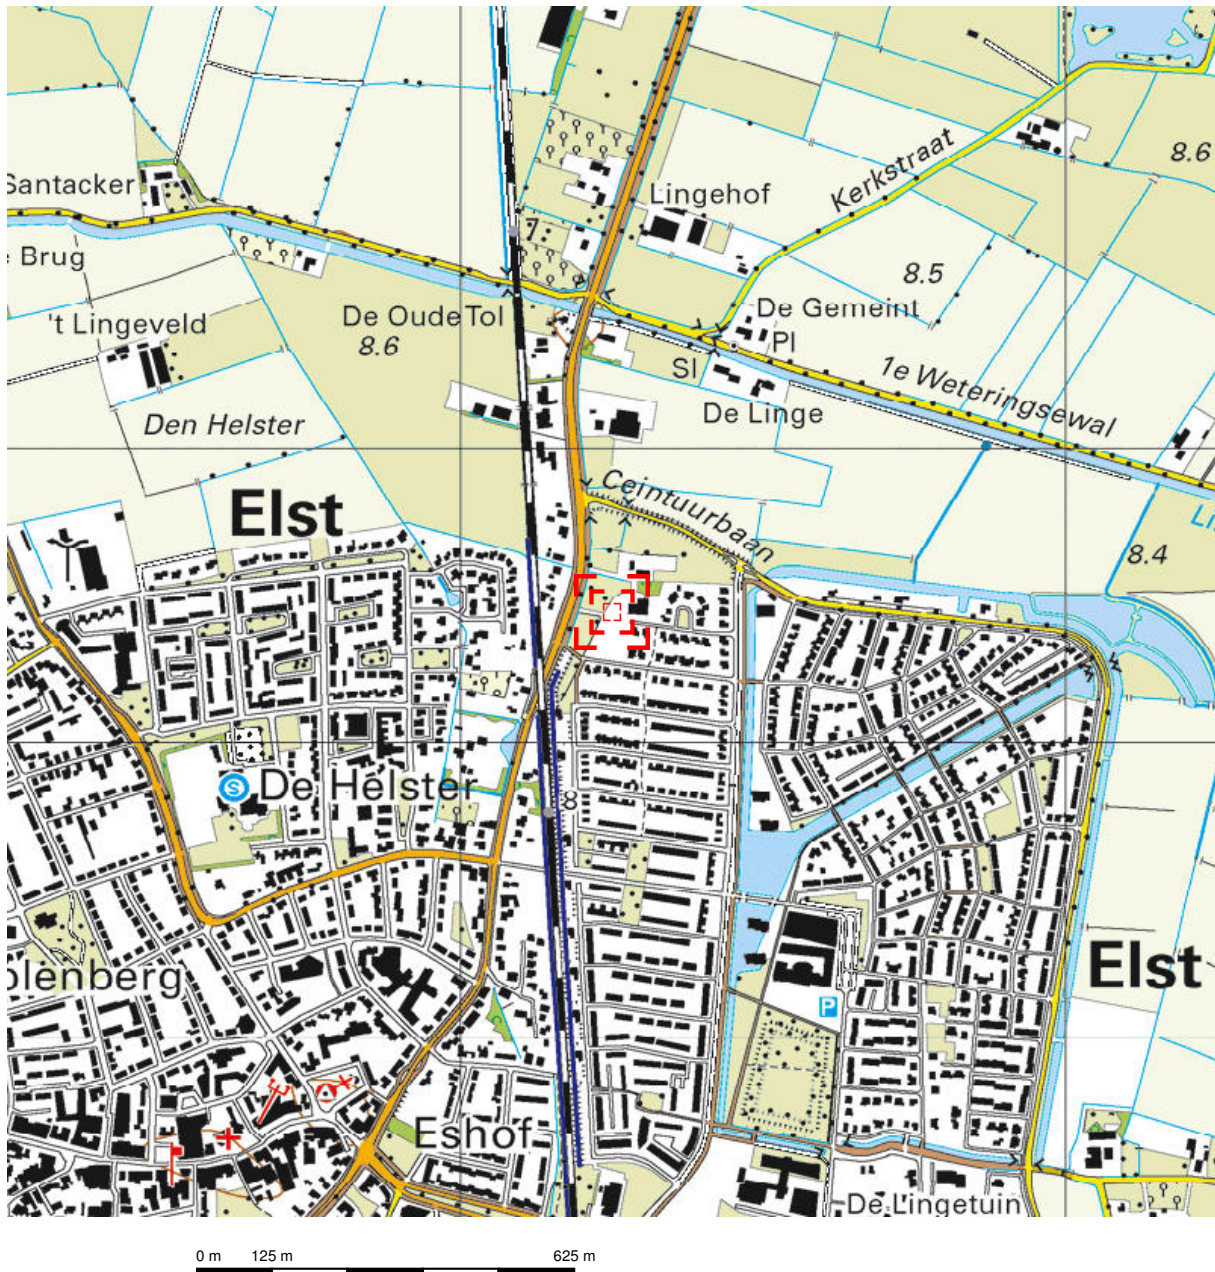 Kerkstraat
8.6
Santacker
Lingehof
7
Brug
8.5
De Gemeint
't Lingeveld
De Oude Tol
8.6
Pl
Sl
1e Weteringsewal
Den Helster
De Linge
Ceintuurbaan
Elst
Li
8.4
S
De Helster
8
olenberg
Elst
P
Eshof
De Lingetuin
0 m 125 m 625 m